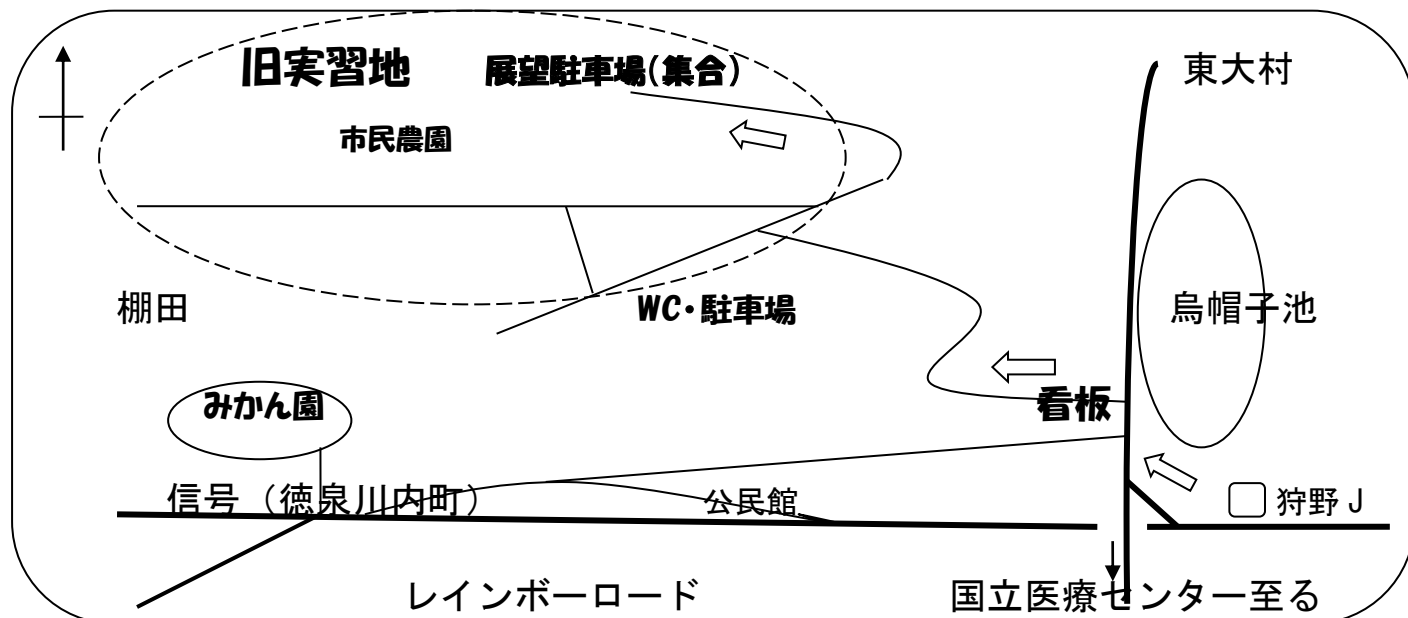 旧実習地
展望駐車場(集合)
東大村
市民農園
棚田
WC・駐車場
烏帽子池
みかん園
看板
信号（徳泉川内町）
公民館
狩野J
レインボーロード
国立医療センター至る